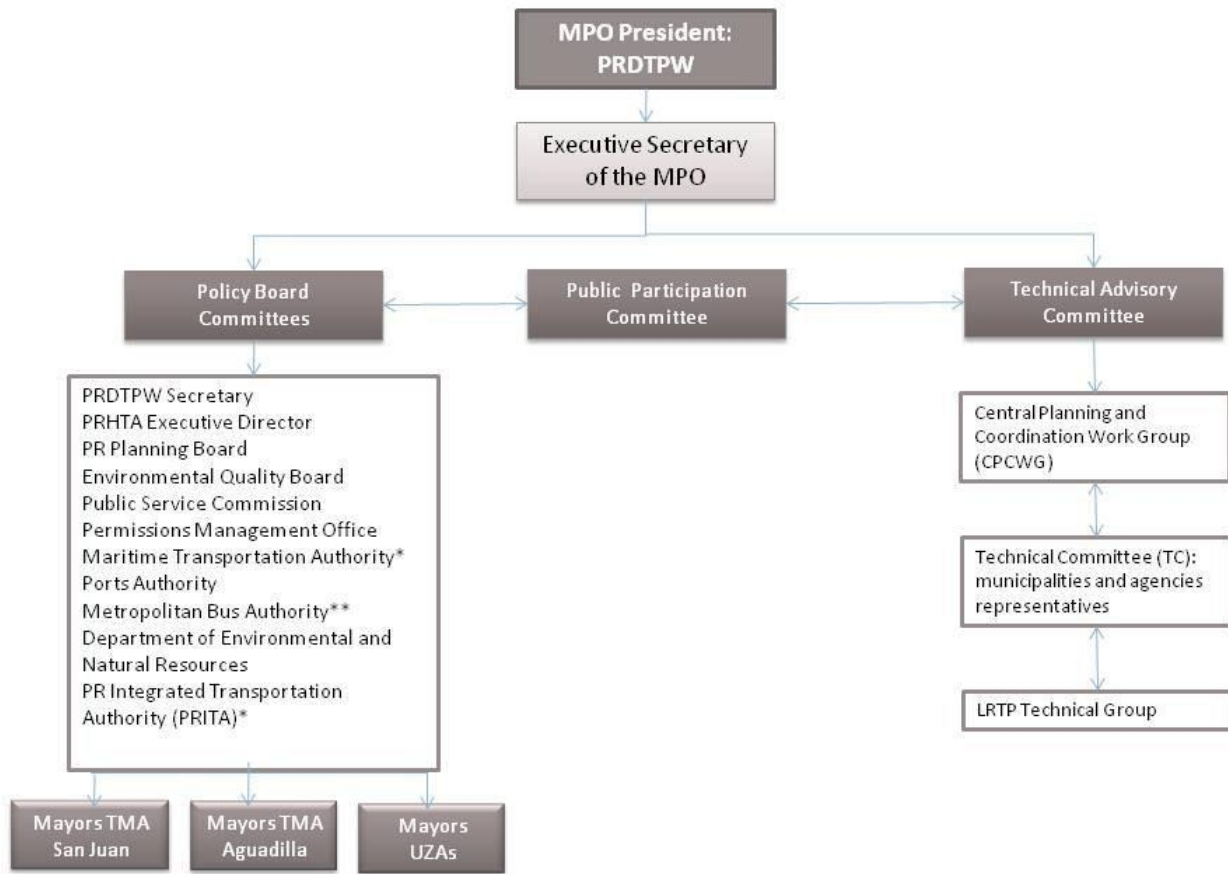 MPO President:
PRDTPW
Executive Secretary
of the MPO
Policy Board
Committees
Public Participation
Committee
Technical Advisory
Committee
PRDTPW Secretary
PRHTA Executive Director
PR Planning Board
Environmental Quality Board
Public Service Commission
Permissions Management Office
Maritime Transportation Authority*
Ports Authority
Metropolitan Bus Authority**
Department of Environmental and
Natural Resources
PR Integrated Transportation
Authority (PRITA)*
Central Planning and
Coordination Work Group
(CPCWG)
Technical Committee (TC):
municipalities and agencies
representatives
LRTP Technical Group
Mayors TMA
San Juan
Mayors TMA
Aguadilla
Mayors
UZAs